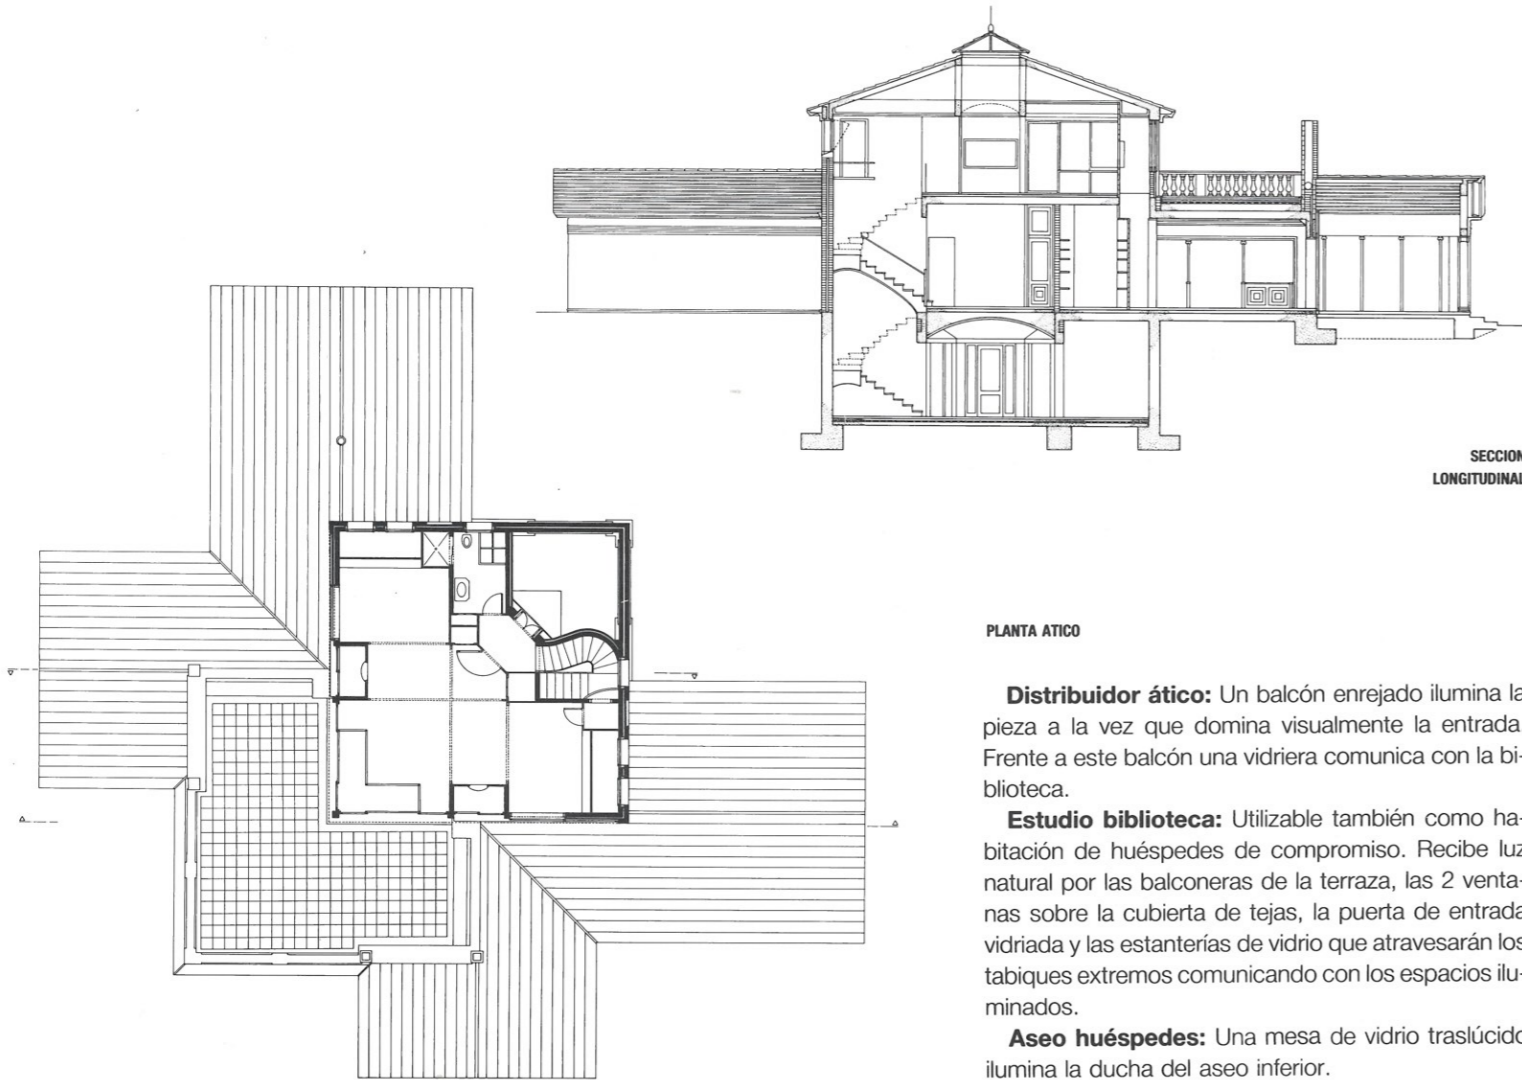 SECCION
LONGITUDINAL
PLANTA ATICO
Distribuidor ático: Un balcón enrejado ilumina la
pieza a la vez que domina visualmente la entrada.
Frente a este balcón una vidriera comunica con la bi-
blioteca.
Estudio biblioteca: Utilizable también como ha-
bitación de huéspedes de compromiso. Recibe luz
natural por las balconeras de la terraza, las 2 venta-
nas sobre la cubierta de tejas, la puerta de entrada
vidriada y las estanterías de vidrio que atravesarán los
tabiques extremos comunicando con los espacios ilu-
minados.
Aseo huéspedes: Una mesa de vidrio traslúcido
ilumina la ducha del aseo inferior.